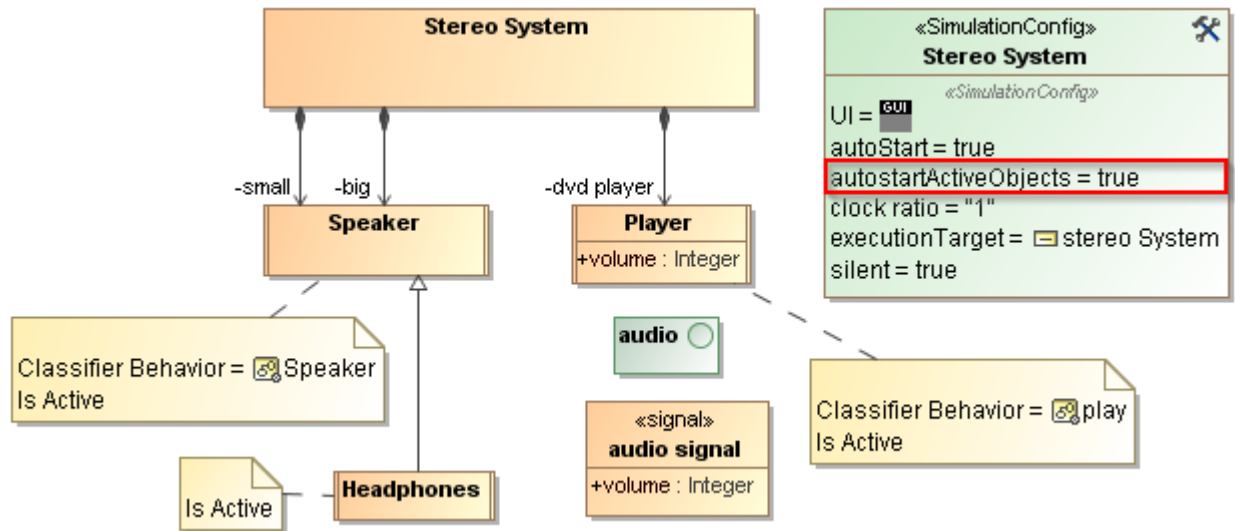 Stereo System
-small
-big
-dvd player
Speaker
Player
+volume : Integer
Classifier Behavior = Speaker
Is Active
audio
«signal»
audio signal
+volume : Integer
Is Active
Headphones
Classifier Behavior = play
Is Active
«SimulationConfig»
Stereo System
«SimulationConfig»
UI = GUI
autoStart = true
autostartActiveObjects = true
clock ratio = "1"
executionTarget = stereo System
silent = true